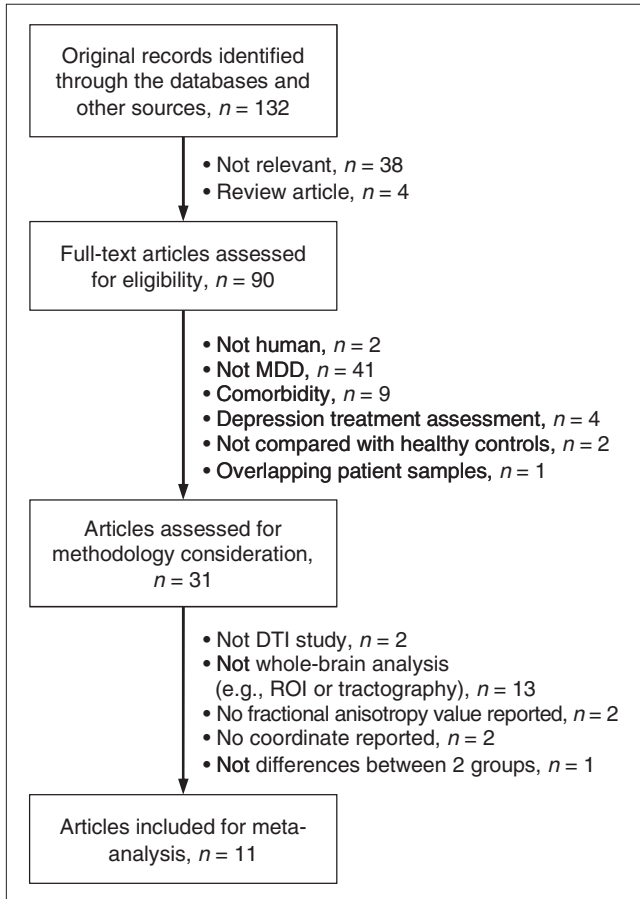 Original records identified
through the databases and
other sources, n = 132
• Not relevant, n = 38
• Review article, n = 4
Full-text articles assessed
for eligibility, n = 90
• Not human, n = 2
• Not MDD, n = 41
• Comorbidity, n = 9
• Depression treatment assessment, n = 4
• Not compared with healthy controls, n = 2
• Overlapping patient samples, n = 1
Articles assessed for
methodology consideration,
n = 31
• Not DTI study, n = 2
• Not whole-brain analysis
(e.g., ROI or tractography), n = 13
• No fractional anisotropy value reported, n = 2
• No coordinate reported, n = 2
• Not differences between 2 groups, n = 1
Articles included for meta-
analysis, n = 11